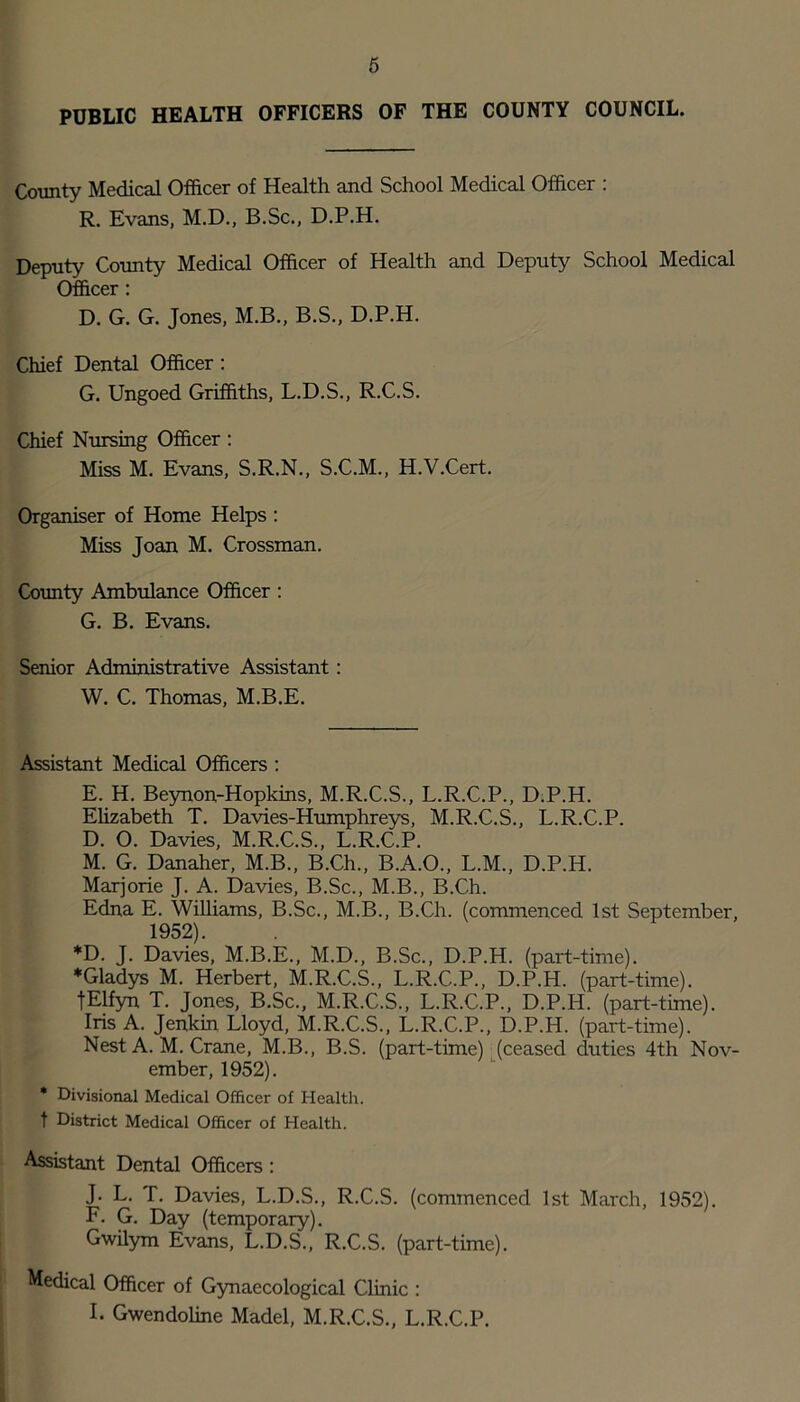 5
PUBLIC HEALTH OFFICERS OF THE COUNTY COUNCIL.
County Medical Officer of Health and School Medical Officer :
R. Evans, M.D., B.Sc., D.P.H.
Deputy County Medical Officer of Health and Deputy School Medical
Officer :
D. G. G. Jones, M.B., B.S., D.P.H.
Chief Dental Officer :
G. Ungoed Griffiths, L.D.S., R.C.S.
Chief Nursing Officer :
Miss M. Evans, S.R.N., S.C.M., H.V.Cert.
Organiser of Home Helps :
Miss Joan M. Crossman.
County Ambulance Officer :
G. B. Evans.
Senior Administrative Assistant :
W. C. Thomas, M.B.E.
Assistant Medical Officers :
E. H. Beynon-Hopkins, M.R.C.S., L.R.C.P., D.P.H.
Elizabeth T. Davies-Humphreys, M.R.C.S., L.R.C.P.
D. O. Davies, M.R.C.S., L.R.C.P.
M. G. Danaher, M.B., B.Ch., B.A.O., L.M., D.P.H.
Marjorie J. A. Davies, B.Sc., M.B., B.Ch.
Edna E. Williams, B.Sc., M.B., B.Ch. (commenced 1st September,
1952).
*D. J. Davies, M.B.E., M.D., B.Sc., D.P.H. (part-time).
*Gladys M. Herbert, M.R.C.S., L.R.C.P., D.P.H. (part-time).
†Elfyn T. Jones, B.Sc., M.R.C.S., L.R.C.P., D.P.H. (part-time).
Iris A. Jenkin Lloyd, M.R.C.S., L.R.C.P., D.P.H. (part-time).
Nest A. M. Crane, M.B., B.S. (part-time) (ceased duties 4th Nov-
ember, 1952).
* Divisional Medical Officer of Health.
† District Medical Officer of Health.
Assistant Dental Officers :
J. L. T. Davies, L.D.S., R.C.S. (commenced 1st March, 1952).
F. G. Day (temporary).
Gwilym Evans, L.D.S., R.C.S. (part-time).
Medical Officer of Gynaecological Clinic :
I. Gwendoline Madel, M.R.C.S., L.R.C.P.